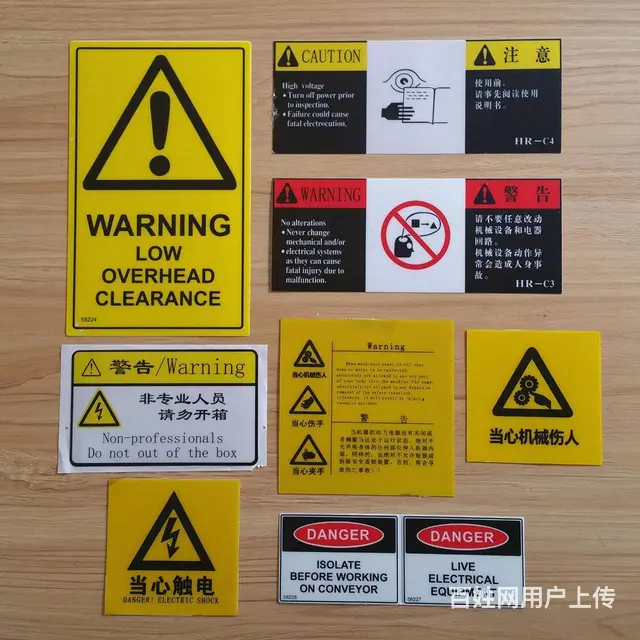 WARNING
LOW
OVERHEAD
CLEARANCE
58224
CAUTION
High voltage
• Turn off power prior
to inspection.
• Failure could cause
fatal electrocution.
注 意
使用前。
请事先阅读使用
说明书。
HR-C4
WARNING
No alterations
• Never change
mechanical and/or
• electrical systems
as they can cause
fatal injury due to
malfunction.
警 告
请不要任意改动
机械设备和电器
回路。
机械设备动作异
常会造成人身事
故。
HR-C3
警告/Warning
非专业人员
请勿开箱
Non-professionals
Do not out of the box
当心机械伤人
当心伤手
当心夹手
Warning
警 告
当心机械伤人
当心触电
DANGER! ELECTRIC SHOCK
DANGER
ISOLATE
BEFORE WORKING
ON CONVEYOR
58228
DANGER
LIVE
ELECTRICAL
58227
百姓网用户上传